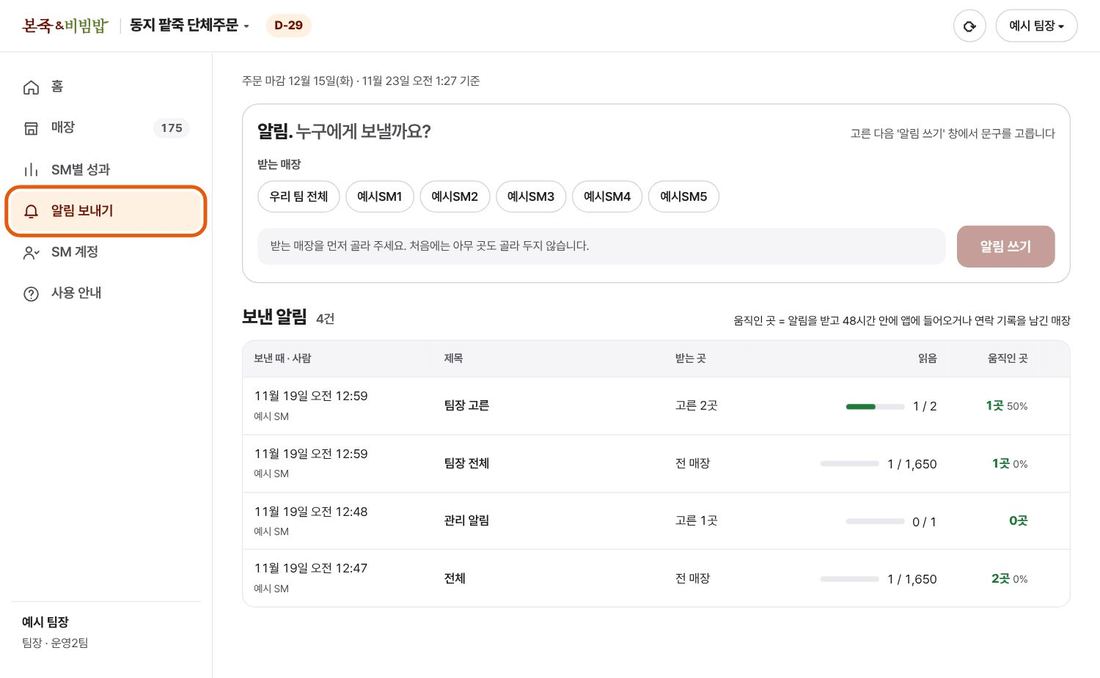 본죽&비빔밥 동지 팥죽 단체주문 D-29 예시 팀장
홈
매장 175
SM별 성과
알림 보내기
SM 계정
사용 안내
예시 팀장
팀장 · 운영2팀
주문 마감 12월 15일(화) · 11월 23일 오전 1:27 기준
알림. 누구에게 보낼까요? 고른 다음 '알림 쓰기' 창에서 문구를 고릅니다
받는 매장
우리 팀 전체 예시SM1 예시SM2 예시SM3 예시SM4 예시SM5
받는 매장을 먼저 골라 주세요. 처음에는 아무 곳도 골라 두지 않습니다. 알림 쓰기
보낸 알림 4건 움직인 곳 = 알림을 받고 48시간 안에 앱에 들어오거나 연락 기록을 남긴 매장
보낸 때 · 사람 제목 받는 곳 읽음 움직인 곳
11월 19일 오전 12:59 팀장 고른 고른 2곳 1 / 2 1곳 50%
예시 SM
11월 19일 오전 12:59 팀장 전체 전 매장 1 / 1,650 1곳 0%
예시 SM
11월 19일 오전 12:48 관리 알림 고른 1곳 0 / 1 0곳
예시 SM
11월 19일 오전 12:47 전체 전 매장 1 / 1,650 2곳 0%
예시 SM